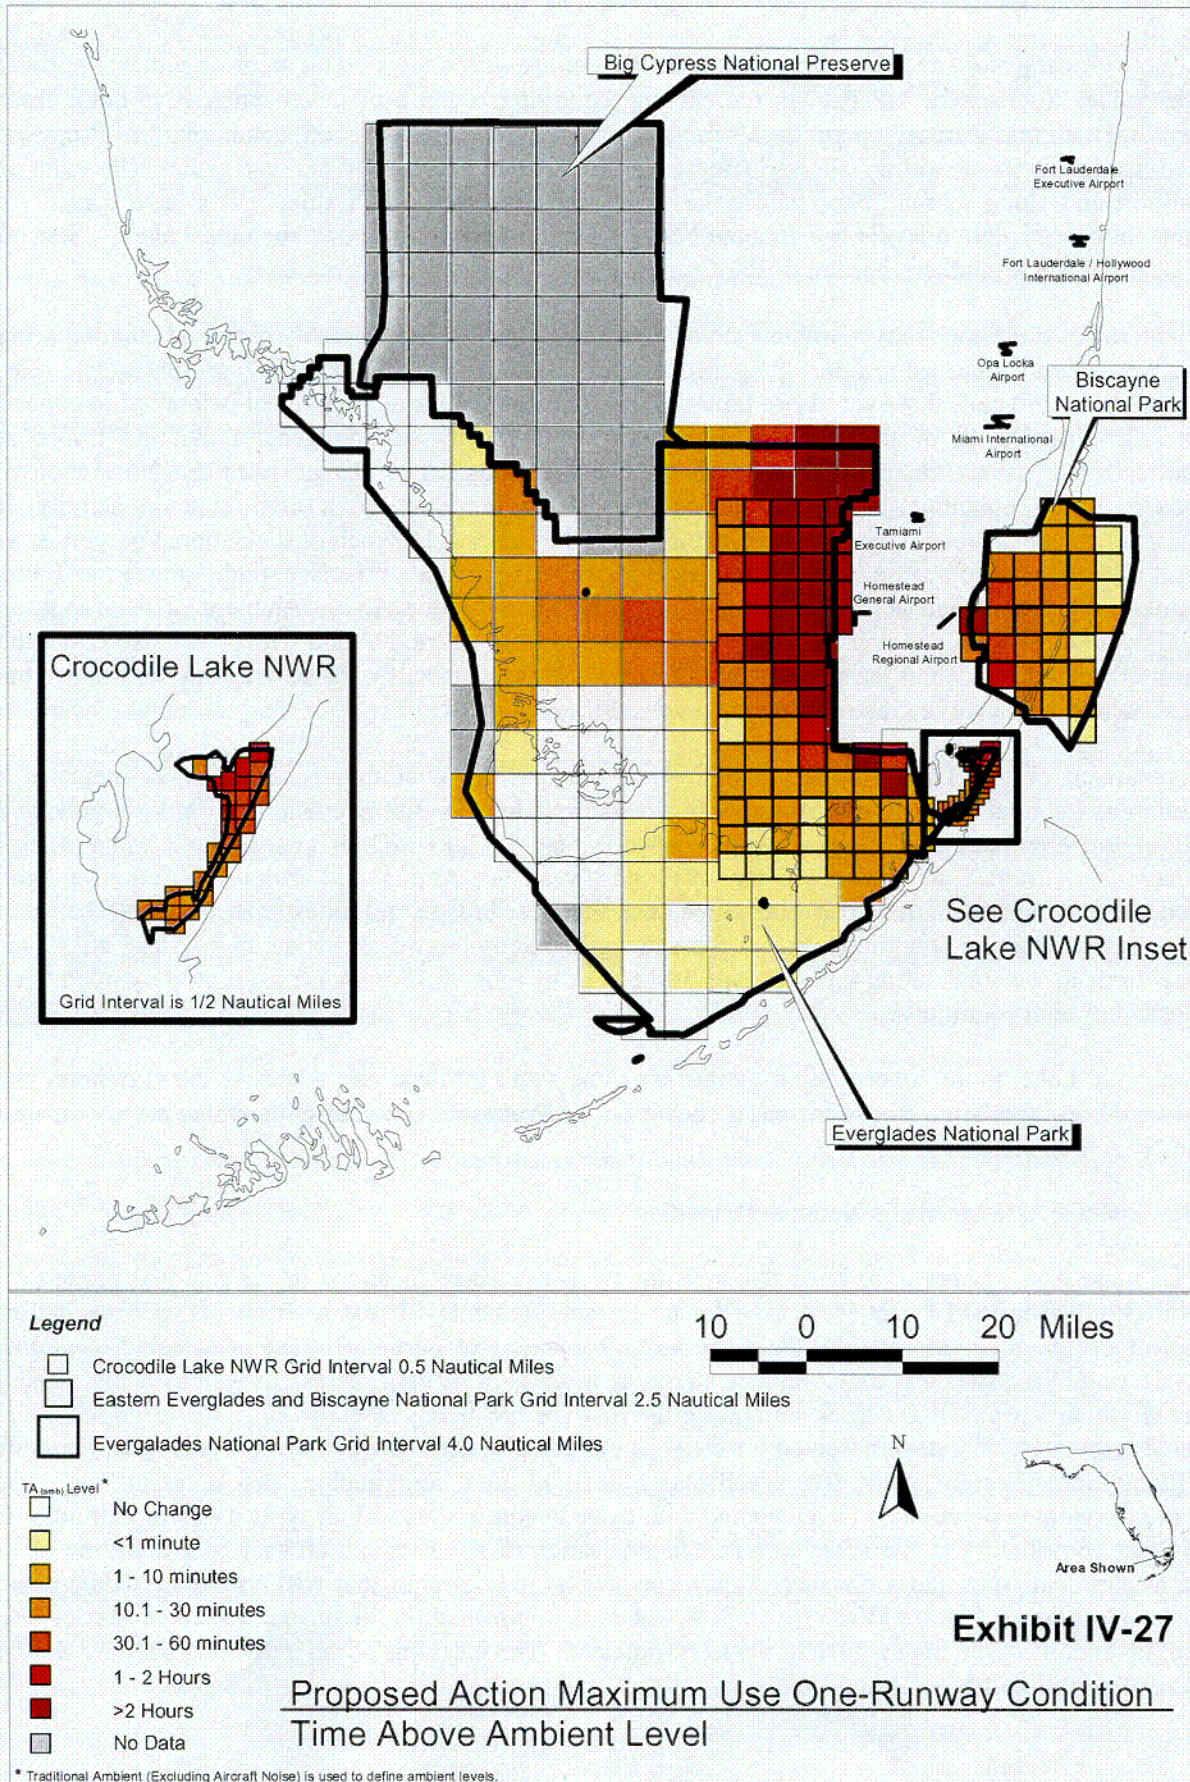 Big Cypress National Preserve
Fort Lauderdale
Executive Airport
Fort Lauderdale / Hollywood
International Airport
Opa Locka
Airport
Biscayne
National Park
Miami International
Airport
Tamiami
Executive Airport
Homestead
General Airport
Homestead
Regional Airport
Crocodile Lake NWR
Grid Interval is 1/2 Nautical Miles
See Crocodile
Lake NWR Inset
Everglades National Park
Legend
Crocodile Lake NWR Grid Interval 0.5 Nautical Miles
Eastern Everglades and Biscayne National Park Grid Interval 2.5 Nautical Miles
Evergalades National Park Grid Interval 4.0 Nautical Miles
10 0 10 20 Miles
N
TA (amb) Level *
No Change
<1 minute
1 - 10 minutes
10.1 - 30 minutes
30.1 - 60 minutes
1 - 2 Hours
>2 Hours
No Data
Area Shown
Exhibit IV-27
Proposed Action Maximum Use One-Runway Condition
Time Above Ambient Level
* Traditional Ambient (Excluding Aircraft Noise) is used to define ambient levels.